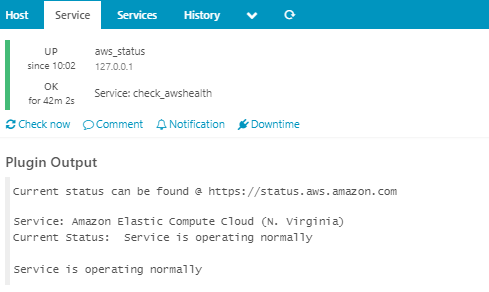 Host Service Services History
UP aws_status
since 10:02 127.0.0.1
OK
for 42m 2s Service: check_awshealth
Check now Comment Notification Downtime
Plugin Output
Current status can be found @ https://status.aws.amazon.com
Service: Amazon Elastic Compute Cloud (N. Virginia)
Current Status:  Service is operating normally
Service is operating normally